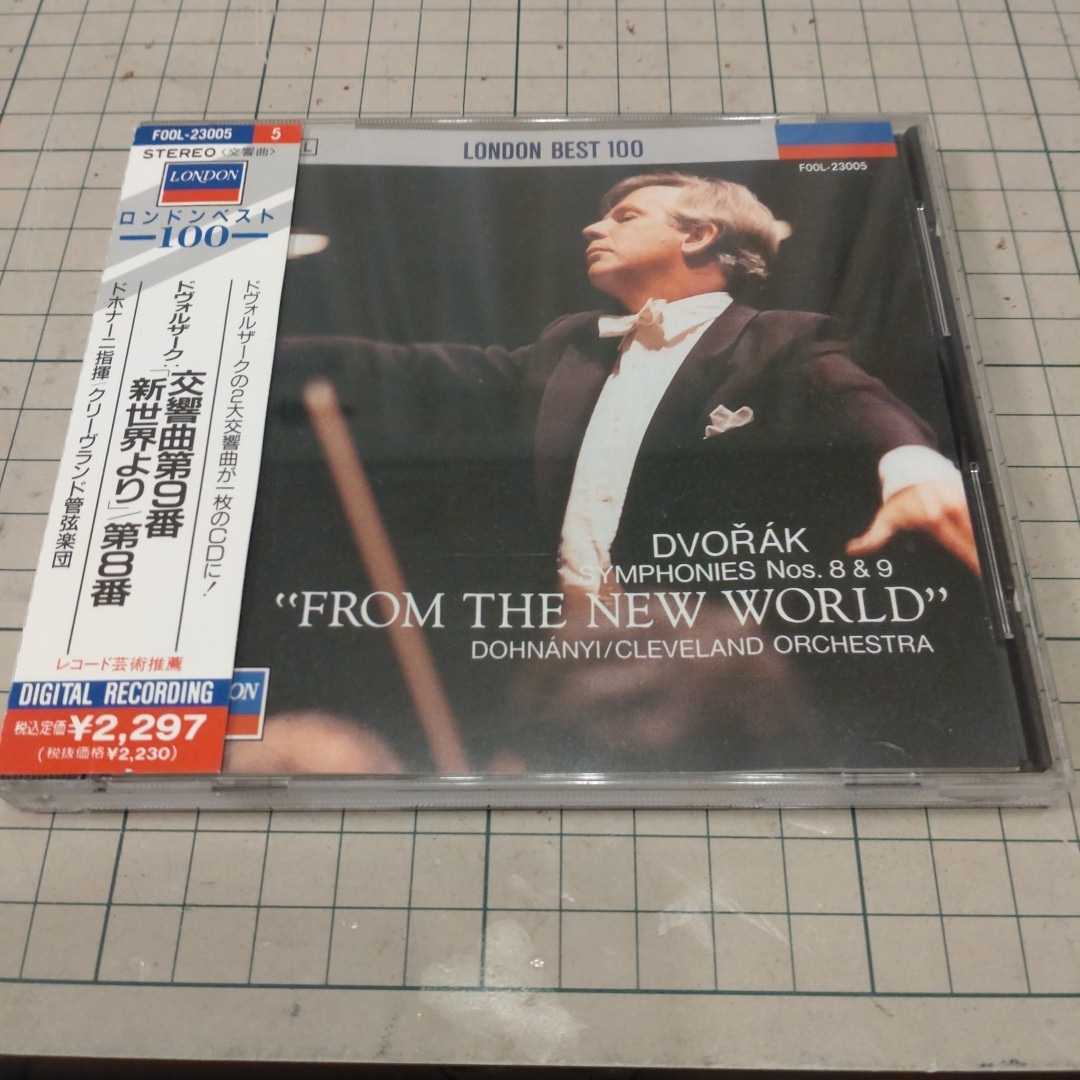 F00L-23005 5
STEREO〈交響曲〉
LONDON
ロンドンベスト
100
ドヴォルザークの2大交響曲が一枚のCDに!
ドヴォルザーク:交響曲第9番
「新世界より」/第8番
ドホナーニ指揮/クリーヴランド管弦楽団
レコード芸術推薦
DIGITAL RECORDING
税込定価¥2,297
(税抜価格¥2,230)
LONDON BEST 100
F00L-23005
DVOŘÁK
SYMPHONIES Nos. 8 & 9
“FROM THE NEW WORLD”
DOHNÁNYI/CLEVELAND ORCHESTRA
ON